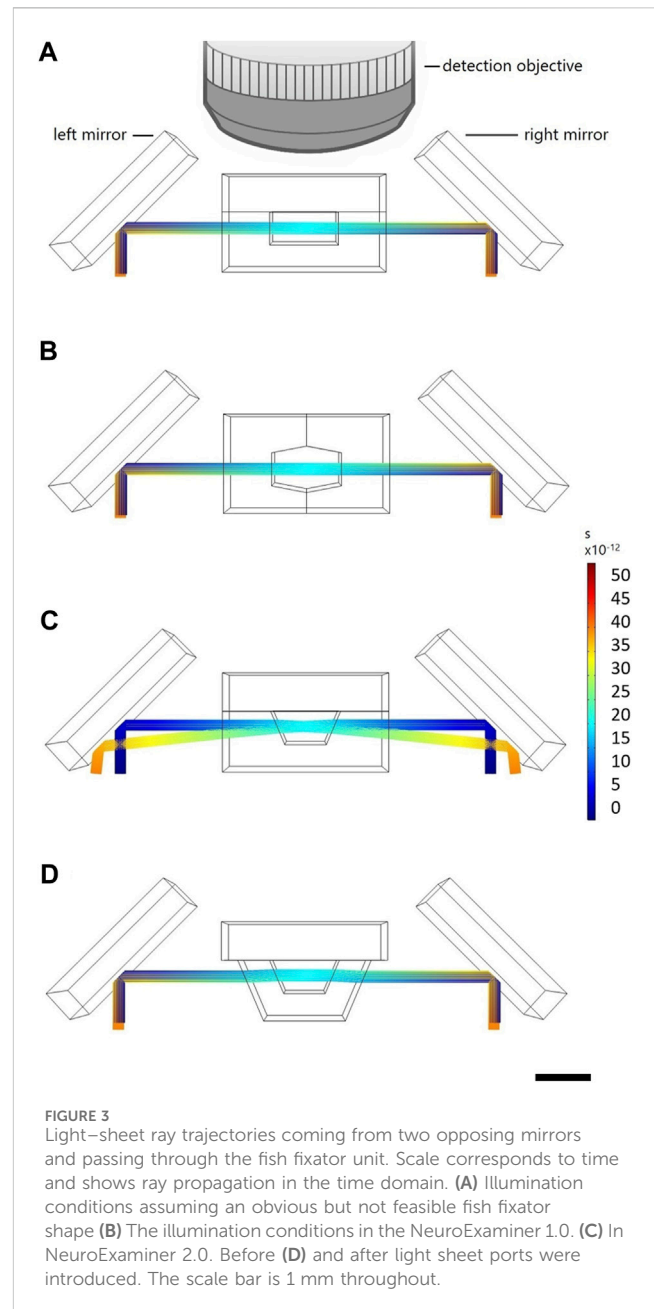 A
detection objective
left mirror
right mirror
B
s
x10⁻¹²
50
45
40
35
30
25
20
15
10
5
0
C
D
FIGURE 3
Light–sheet ray trajectories coming from two opposing mirrors
and passing through the fish fixator unit. Scale corresponds to time
and shows ray propagation in the time domain. (A) Illumination
conditions assuming an obvious but not feasible fish fixator
shape (B) The illumination conditions in the NeuroExaminer 1.0. (C) In
NeuroExaminer 2.0. Before (D) and after light sheet ports were
introduced. The scale bar is 1 mm throughout.